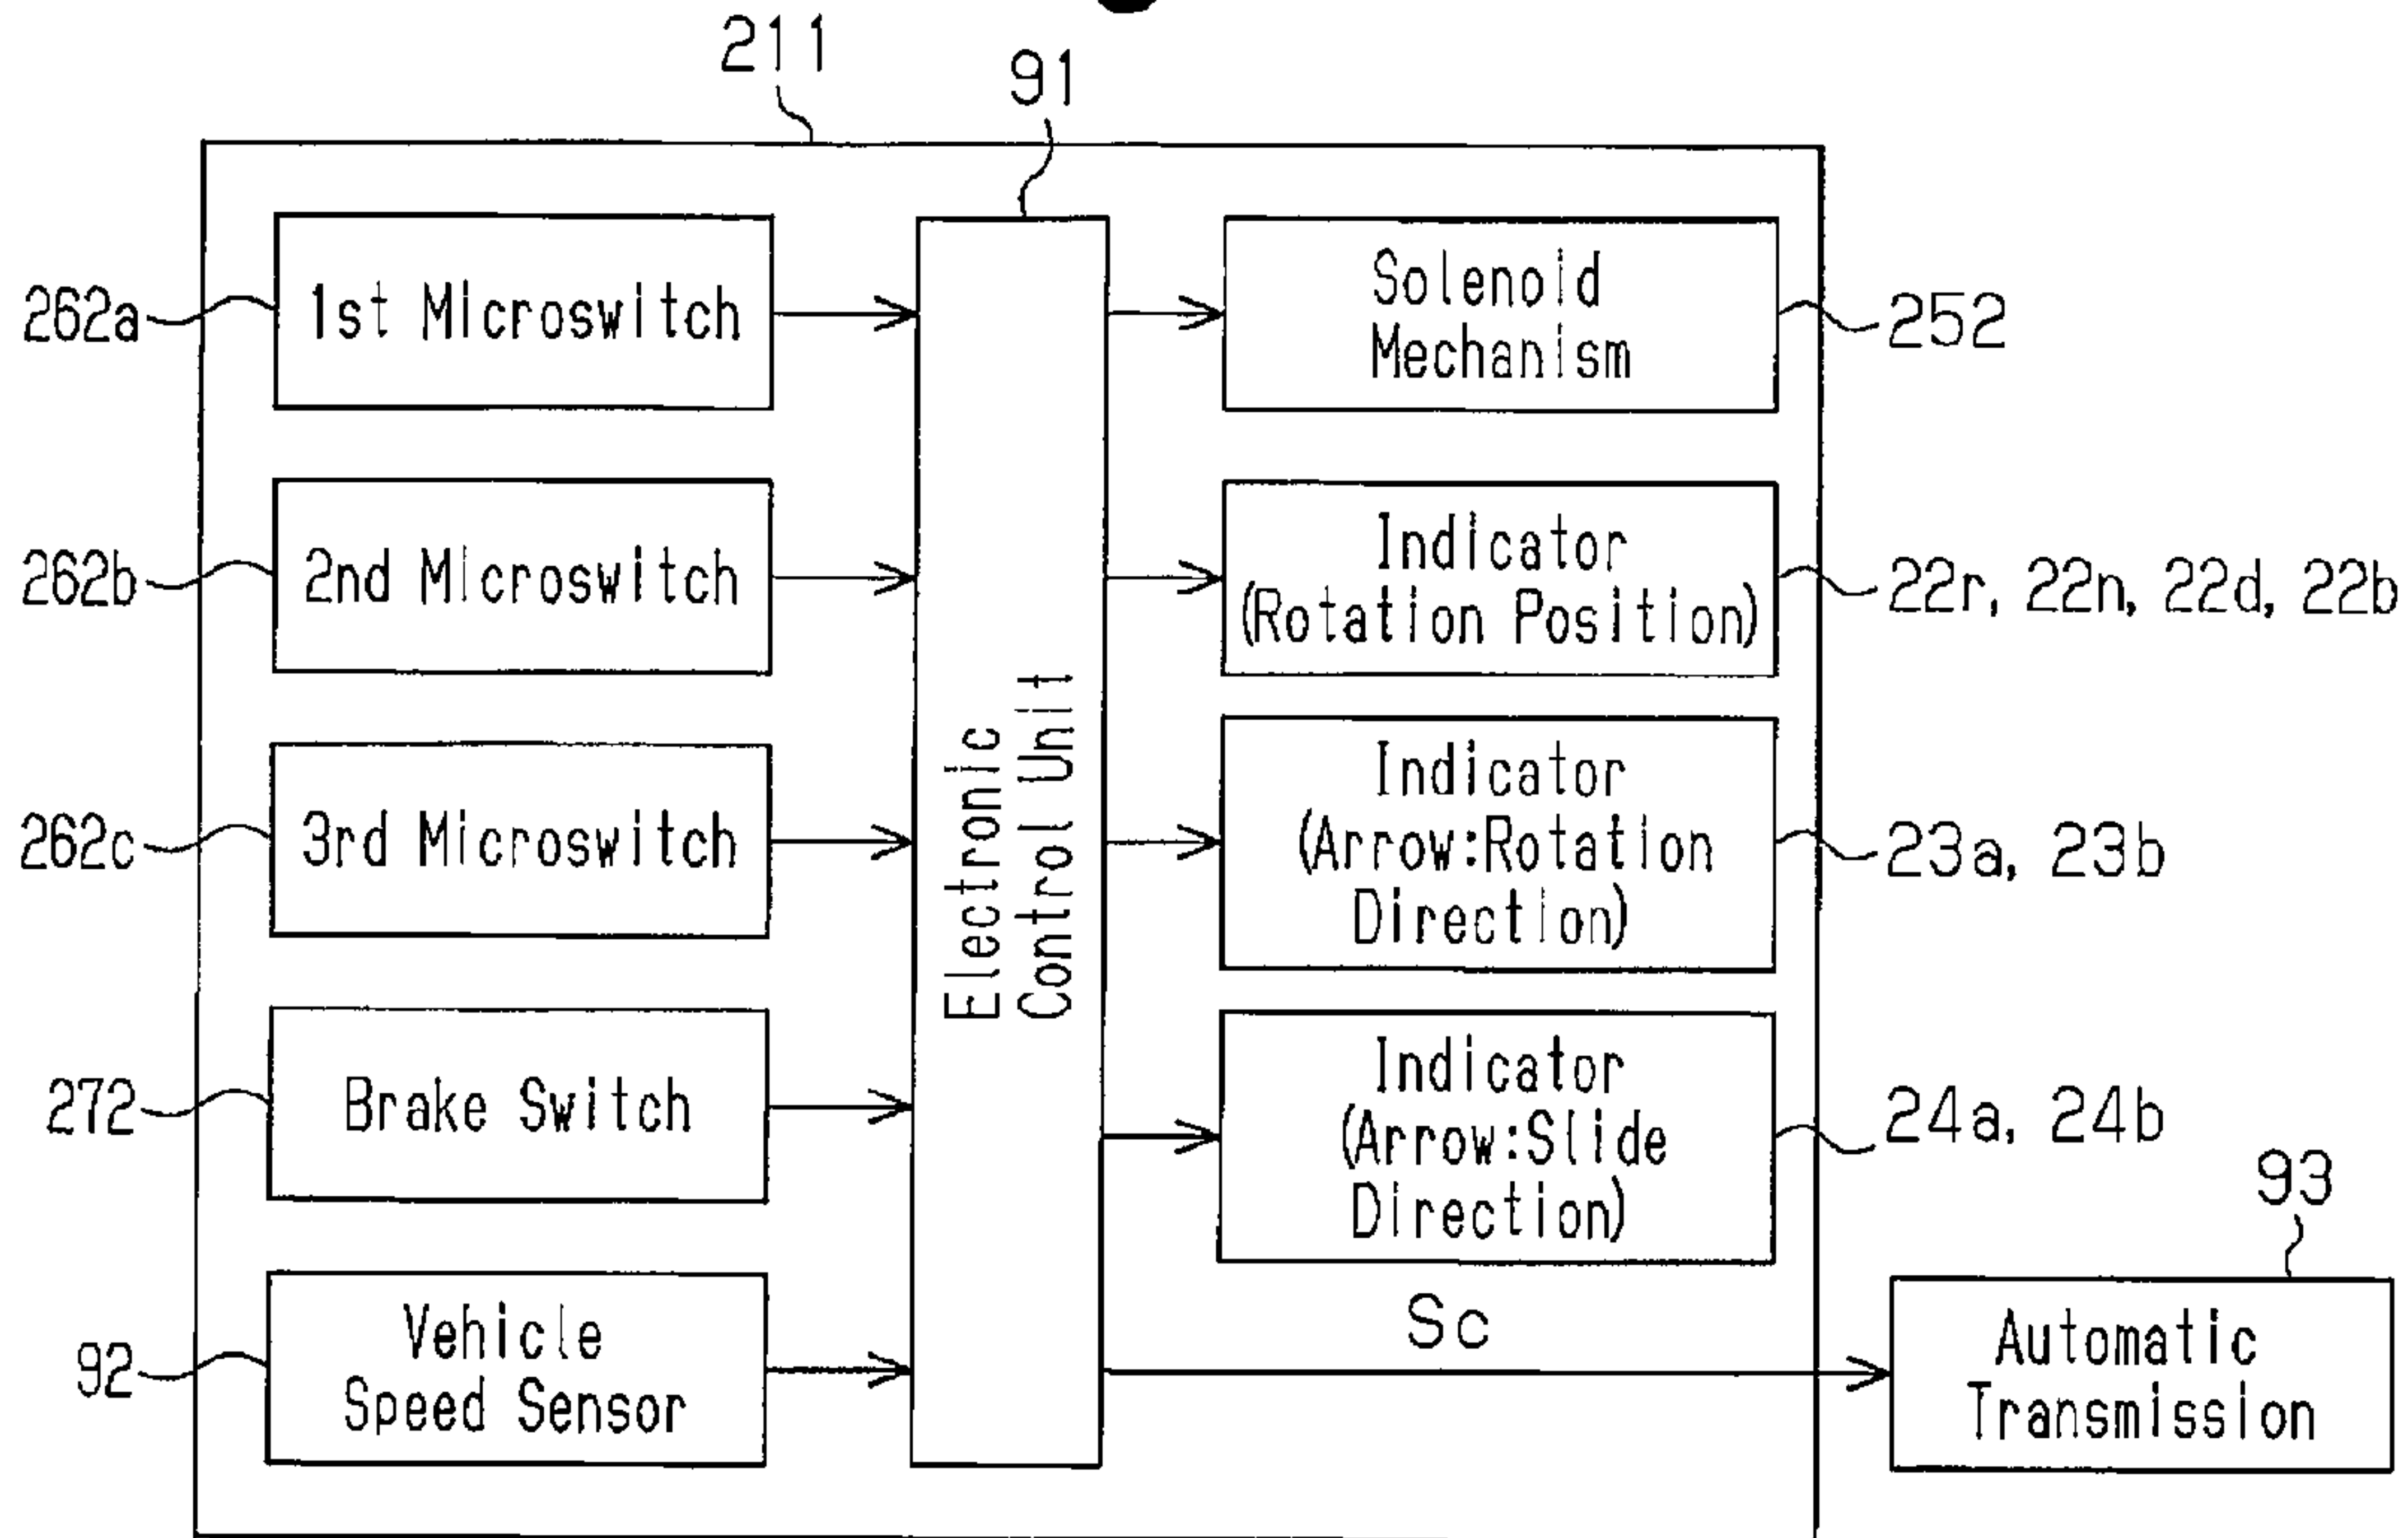 211
91
262a
1st Microswitch
Solenoid
Mechanism
252
262b
2nd Microswitch
Indicator
(Rotation Position)
22r, 22n, 22d, 22b
262c
3rd Microswitch
Electronic
Control Unit
Indicator
(Arrow:Rotation
Direction)
23a, 23b
272
Brake Switch
Indicator
(Arrow:Slide
Direction)
24a, 24b
93
92
Vehicle
Speed Sensor
Sc
Automatic
Transmission